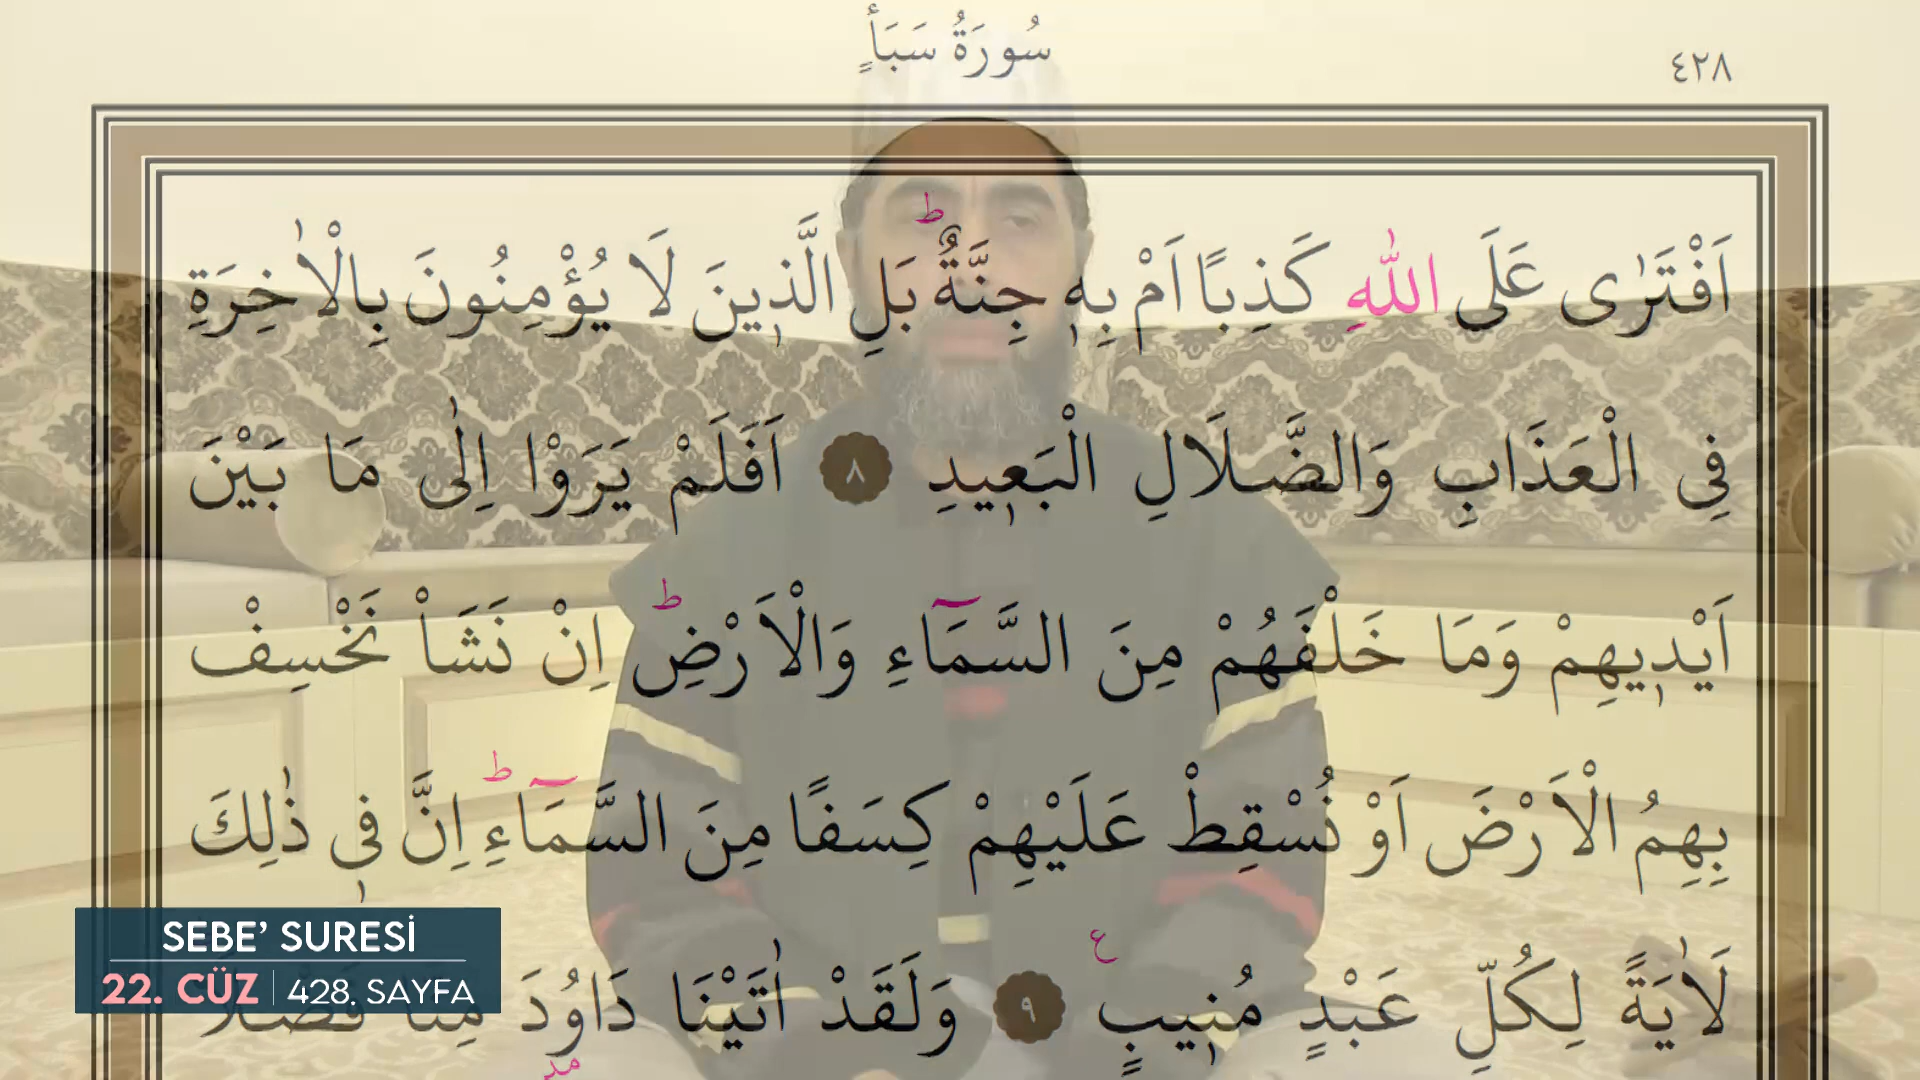 سُورَةُ سَبَأٍ
٤٢٨
اَفْتَرٰى عَلَى اللّٰهِ كَذِبًا اَمْ بِه۪ جِنَّةٌۜ بَلِ الَّذ۪ينَ لَا يُؤْمِنُونَ بِالْاٰخِرَةِ
فِي الْعَذَابِ وَالضَّلَالِ الْبَع۪يدِ ٨ اَفَلَمْ يَرَوْا اِلٰى مَا بَيْنَ
اَيْد۪يهِمْ وَمَا خَلْفَهُمْ مِنَ السَّمَٓاءِ وَالْاَرْضِۜ اِنْ نَشَأْ نَخْسِفْ
بِهِمُ الْاَرْضَ اَوْ نُسْقِطْ عَلَيْهِمْ كِسَفًا مِنَ السَّمَٓاءِۜ اِنَّ ف۪ي ذٰلِكَ
لَاٰيَةً لِكُلِّ عَبْدٍ مُن۪يبٍ۟ ٩ وَلَقَدْ اٰتَيْنَا دَاوُ۫دَ مِنَّا فَضْلًا
SEBE’ SURESİ
22. CÜZ | 428. SAYFA